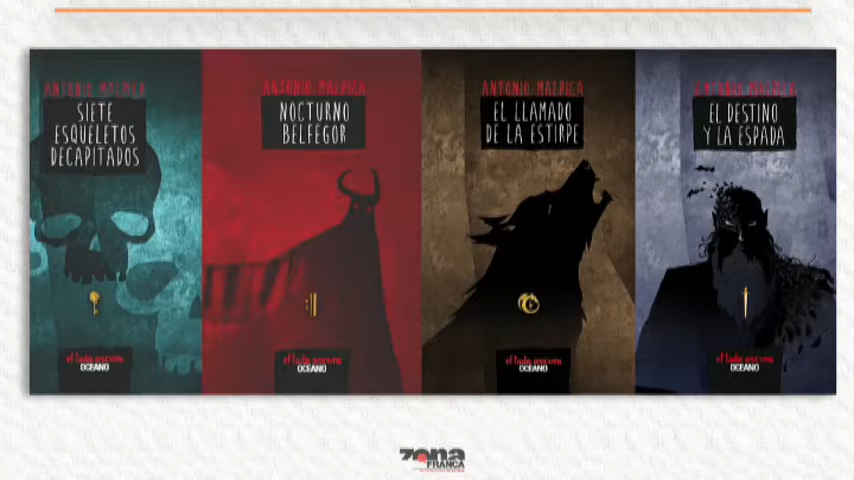 ANTONIO MALPICA
SIETE
ESQUELETOS
DECAPITADOS
el lado oscuro
OCEANO
ANTONIO MALPICA
NOCTURNO
BELFEGOR
el lado oscuro
OCEANO
ANTONIO MALPICA
EL LLAMADO
DE LA ESTIRPE
el lado oscuro
OCEANO
ANTONIO MALPICA
EL DESTINO
Y LA ESPADA
el lado oscuro
OCEANO
zona
FRANCA